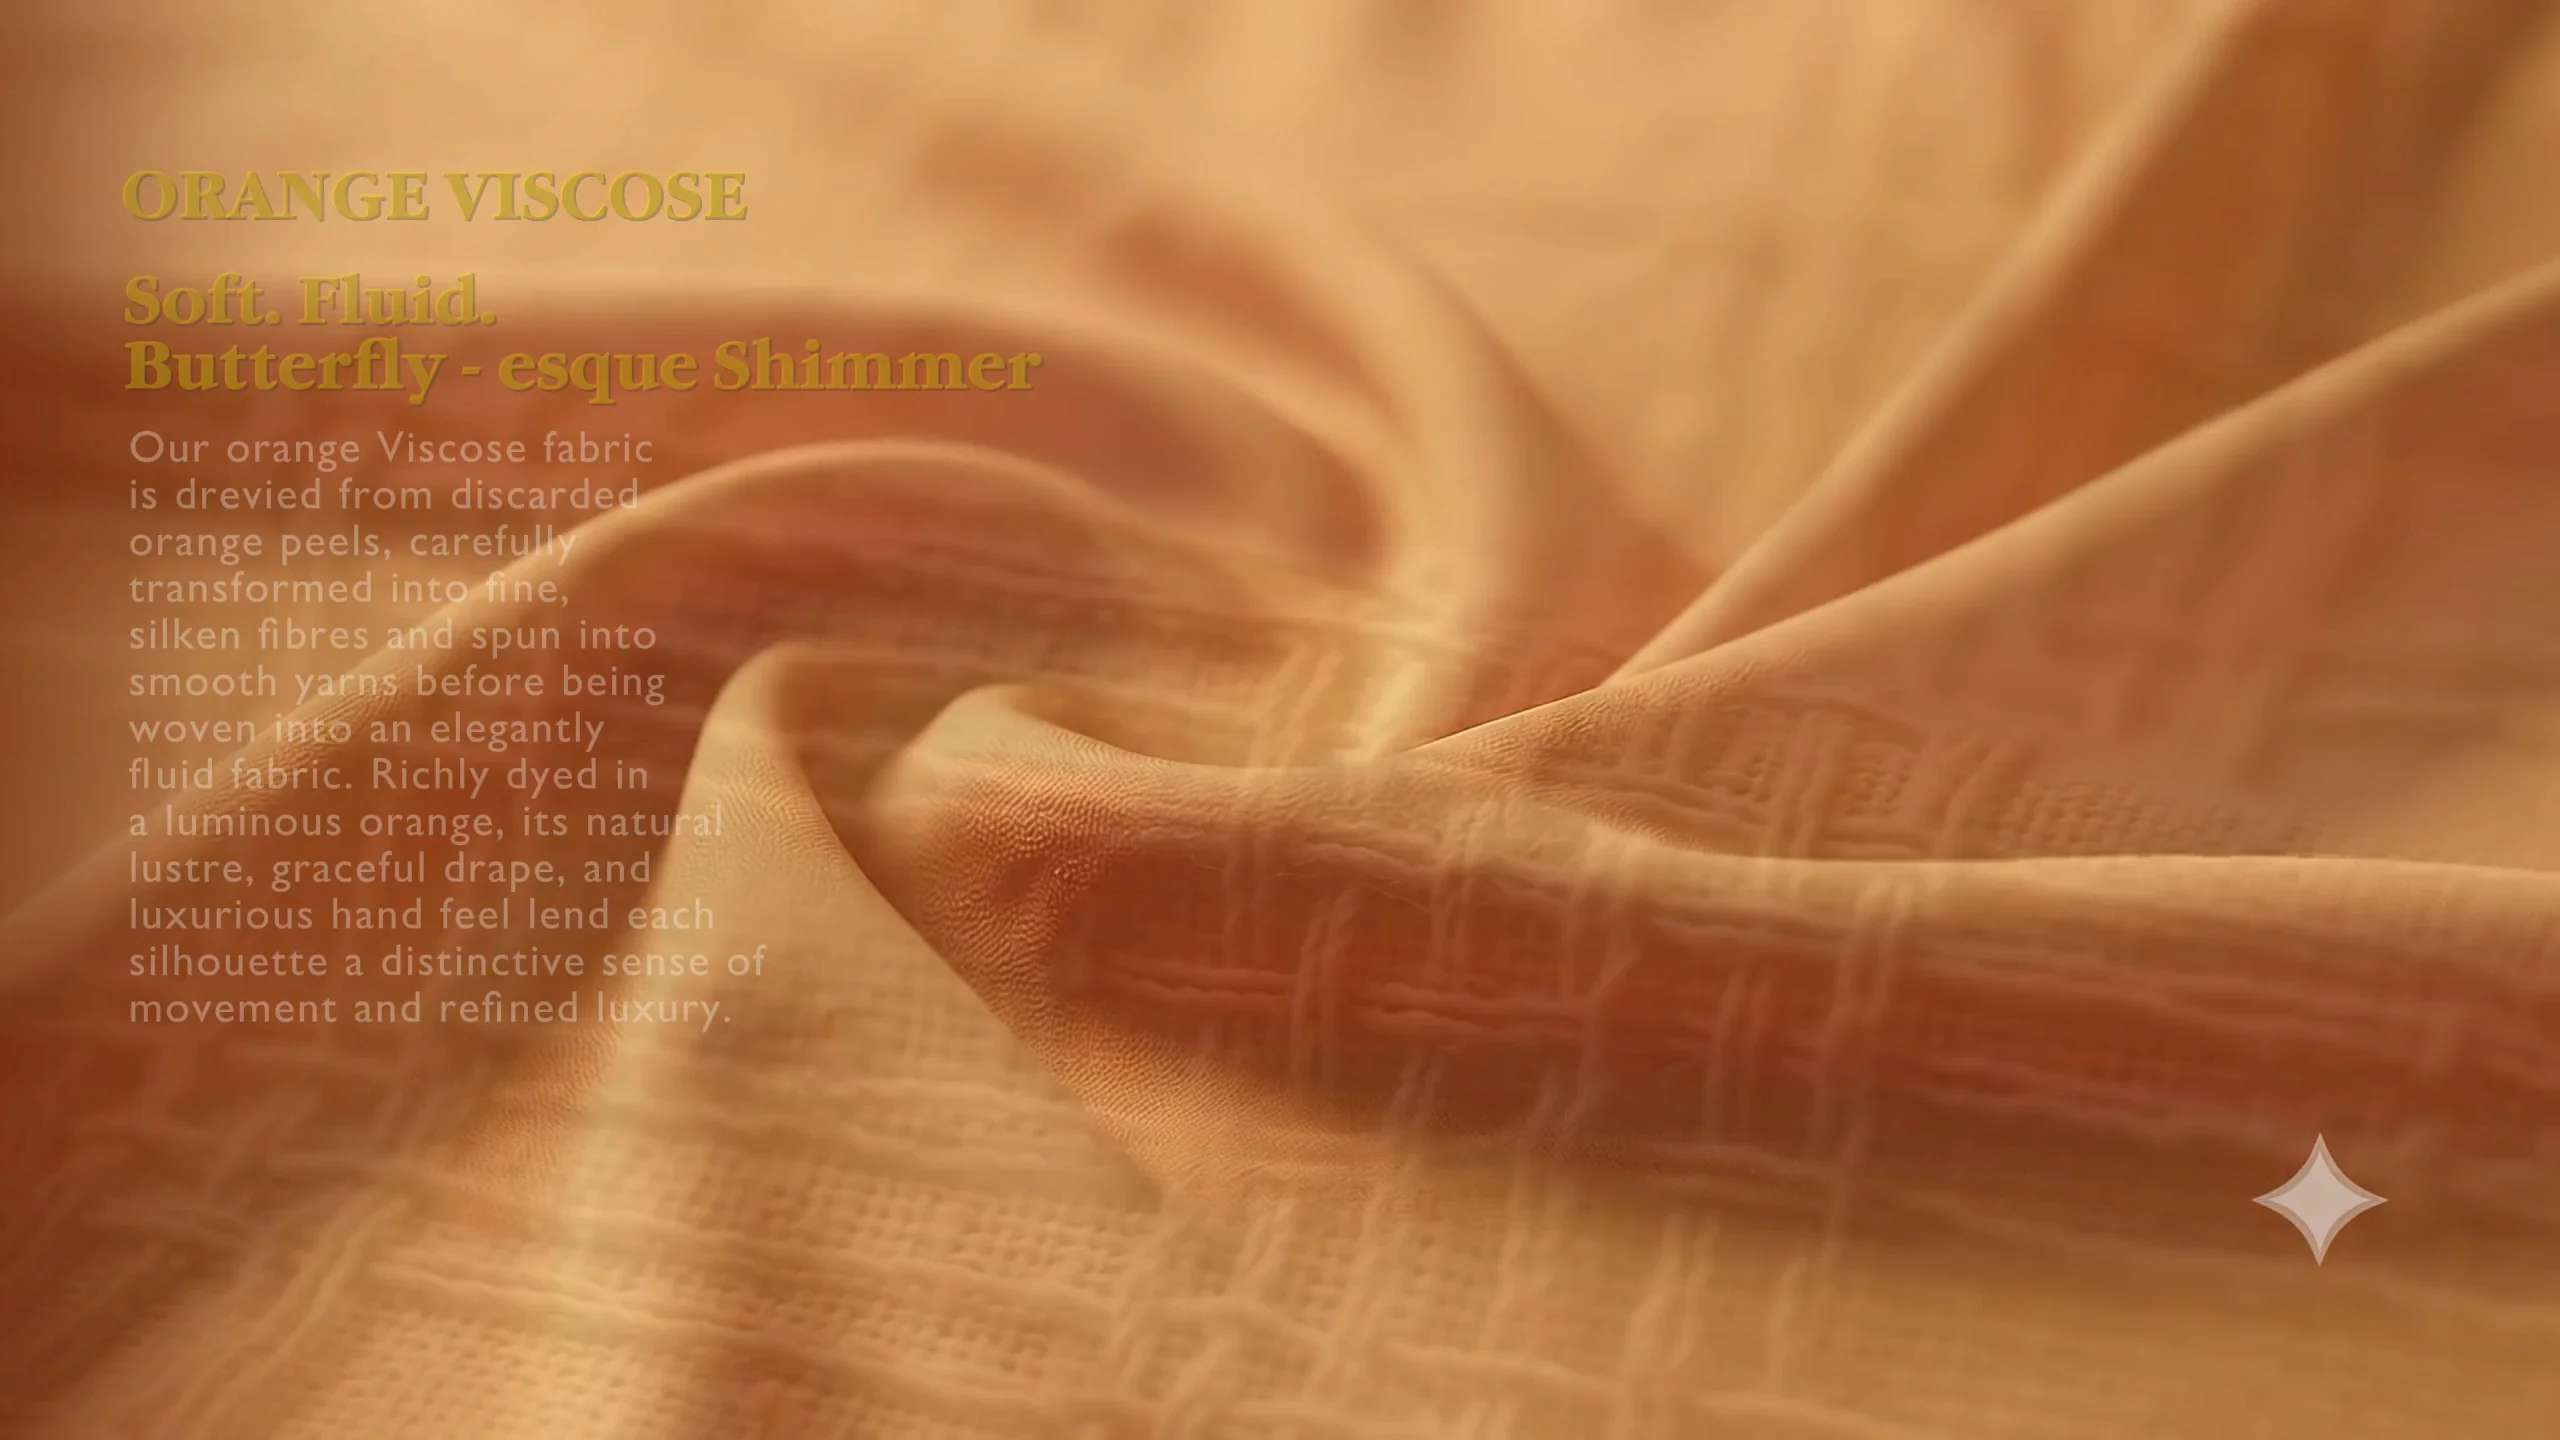 ORANGE VISCOSE
Soft. Fluid.
Butterfly - esque Shimmer
Our orange Viscose fabric
is drevied from discarded
orange peels, carefully
transformed into fine,
silken fibres and spun into
smooth yarns before being
woven into an elegantly
fluid fabric. Richly dyed in
a luminous orange, its natural
lustre, graceful drape, and
luxurious hand feel lend each
silhouette a distinctive sense of
movement and refined luxury.